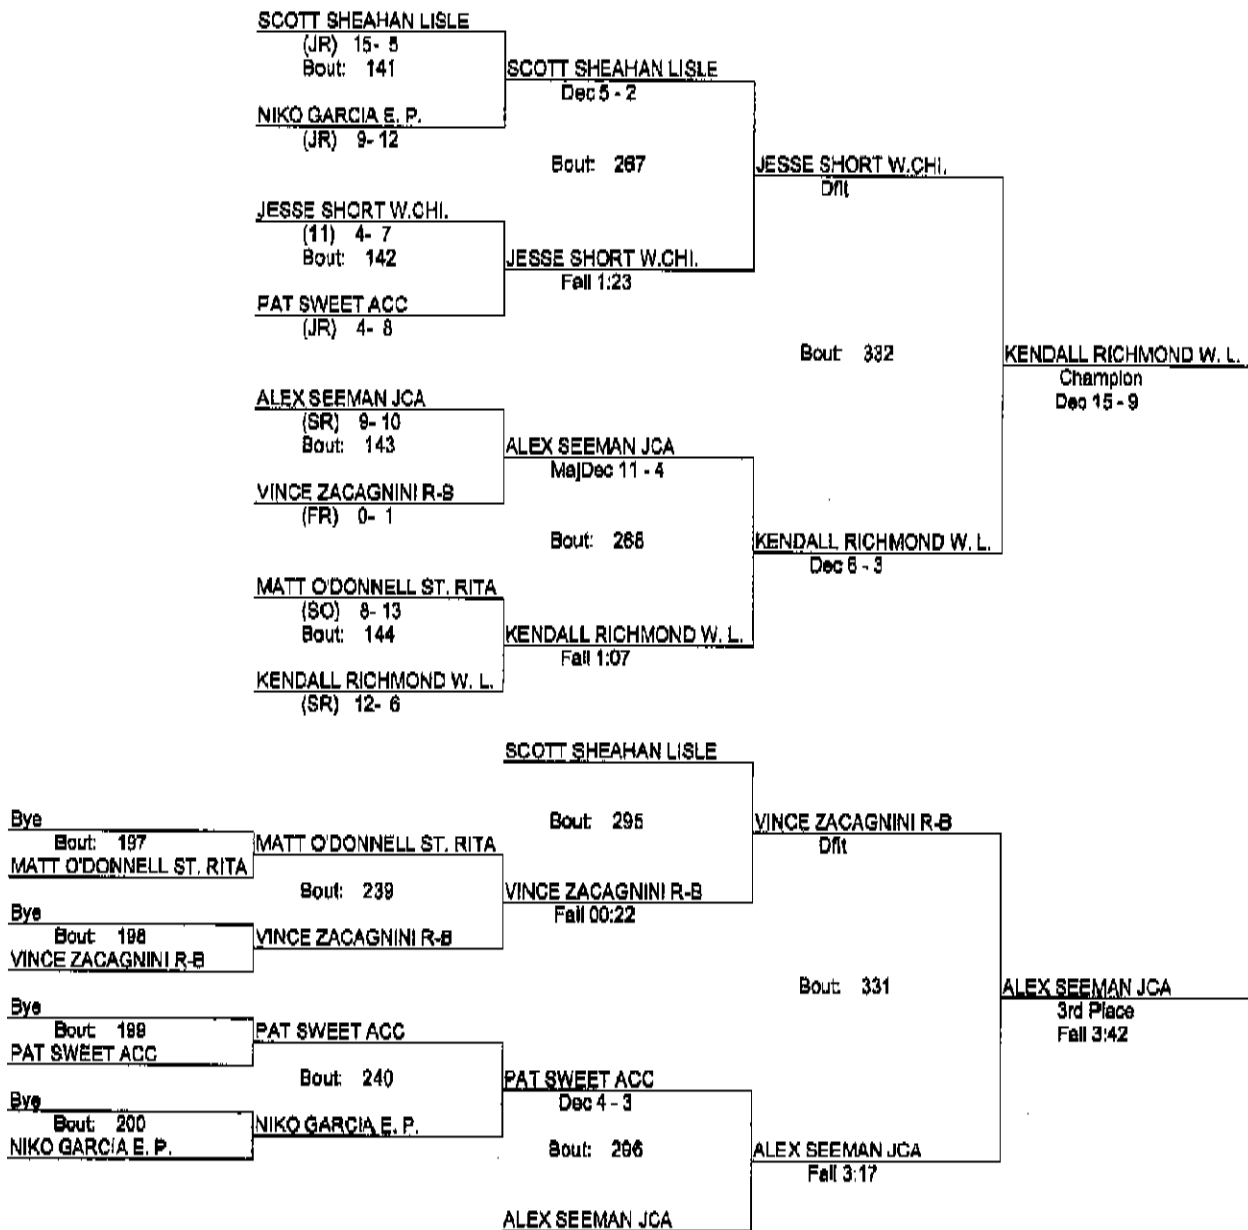 SCOTT SHEAHAN LISLE
(JR) 15- 5
Bout: 141
SCOTT SHEAHAN LISLE
Dec 5 - 2
NIKO GARCIA E. P.
(JR) 9- 12
Bout: 267
JESSE SHORT W.CHI.
Dflt
JESSE SHORT W.CHI.
(11) 4- 7
Bout: 142
JESSE SHORT W.CHI.
Fall 1:23
PAT SWEET ACC
(JR) 4- 8
Bout: 332
KENDALL RICHMOND W. L.
Champion
Dec 15 - 9
ALEX SEEMAN JCA
(SR) 9- 10
Bout: 143
ALEX SEEMAN JCA
MajDec 11 - 4
VINCE ZACAGNINI R-B
(FR) 0- 1
Bout: 268
KENDALL RICHMOND W. L.
Dec 6 - 3
MATT O'DONNELL ST. RITA
(SO) 8- 13
Bout: 144
KENDALL RICHMOND W. L.
Fall 1:07
KENDALL RICHMOND W. L.
(SR) 12- 6
SCOTT SHEAHAN LISLE
Bout: 295
VINCE ZACAGNINI R-B
Dflt
Bye
Bout: 197
MATT O'DONNELL ST. RITA
MATT O'DONNELL ST. RITA
Bout: 239
VINCE ZACAGNINI R-B
Fall 00:22
Bye
Bout: 198
VINCE ZACAGNINI R-B
VINCE ZACAGNINI R-B
Bout: 331
ALEX SEEMAN JCA
3rd Place
Fall 3:42
Bye
Bout: 199
PAT SWEET ACC
PAT SWEET ACC
Bout: 240
PAT SWEET ACC
Dec 4 - 3
Bye
Bout: 200
NIKO GARCIA E. P.
NIKO GARCIA E. P.
Bout: 296
ALEX SEEMAN JCA
Fall 3:17
ALEX SEEMAN JCA